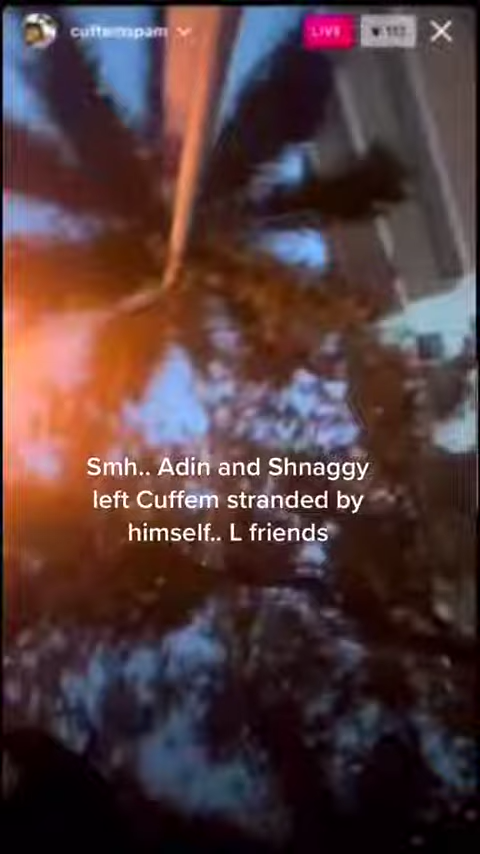 cuffemspam
LIVE
Smh.. Adin and Shnaggy
left Cuffem stranded by
himself.. L friends